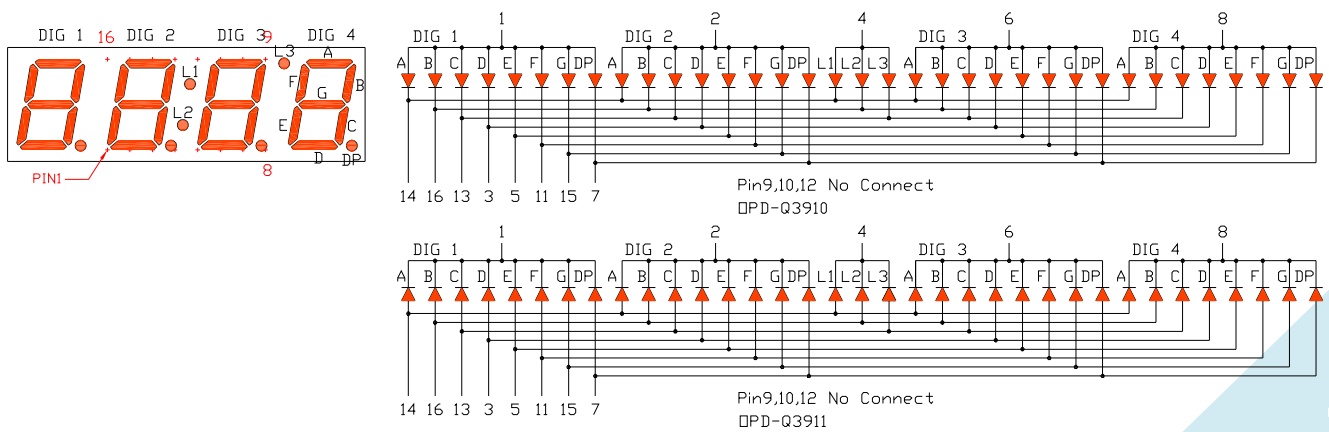 DIG 1 16 DIG 2 DIG 3 9 DIG 4
L3 A
L1 F B
G
L2 E C
D DP
PIN1 8
1 2 4 6 8
DIG 1 DIG 2 DIG 3 DIG 4
A B C D E F G DP A B C D E F G DP L1 L2 L3 A B C D E F G DP A B C D E F G DP
14 16 13 3 5 11 15 7
Pin9,10,12 No Connect
OPD-Q3910
1 2 4 6 8
DIG 1 DIG 2 DIG 3 DIG 4
A B C D E F G DP A B C D E F G DP L1 L2 L3 A B C D E F G DP A B C D E F G DP
14 16 13 3 5 11 15 7
Pin9,10,12 No Connect
OPD-Q3911